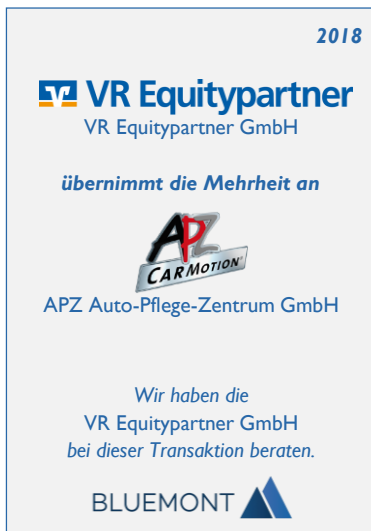 2018
VR Equitypartner
VR Equitypartner GmbH
übernimmt die Mehrheit an
APZ
CARMOTION
APZ Auto-Pflege-Zentrum GmbH
Wir haben die
VR Equitypartner GmbH
bei dieser Transaktion beraten.
BLUEMONT